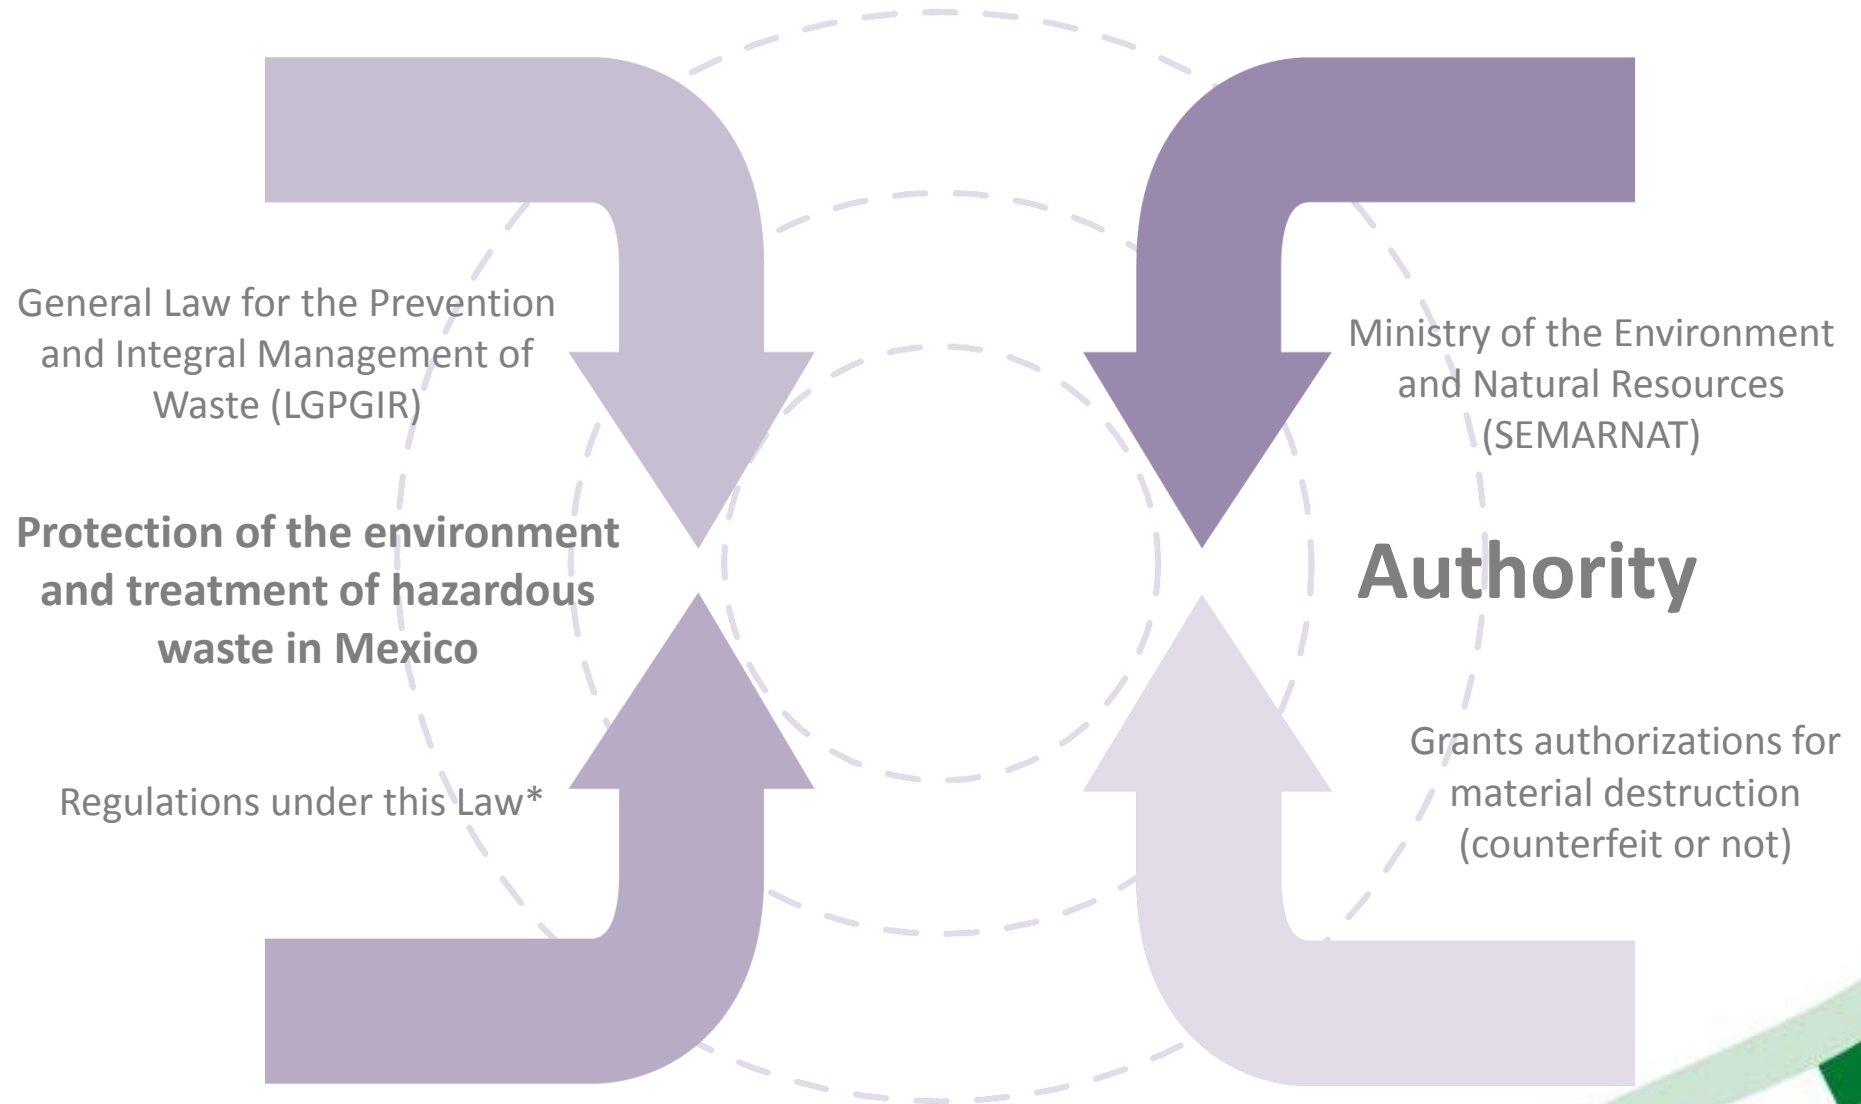 General Law for the Prevention
and Integral Management of
Waste (LGPGIR)
Protection of the environment
and treatment of hazardous
waste in Mexico
Regulations under this Law*
Ministry of the Environment
and Natural Resources
(SEMARNAT)
Authority
Grants authorizations for
material destruction
(counterfeit or not)